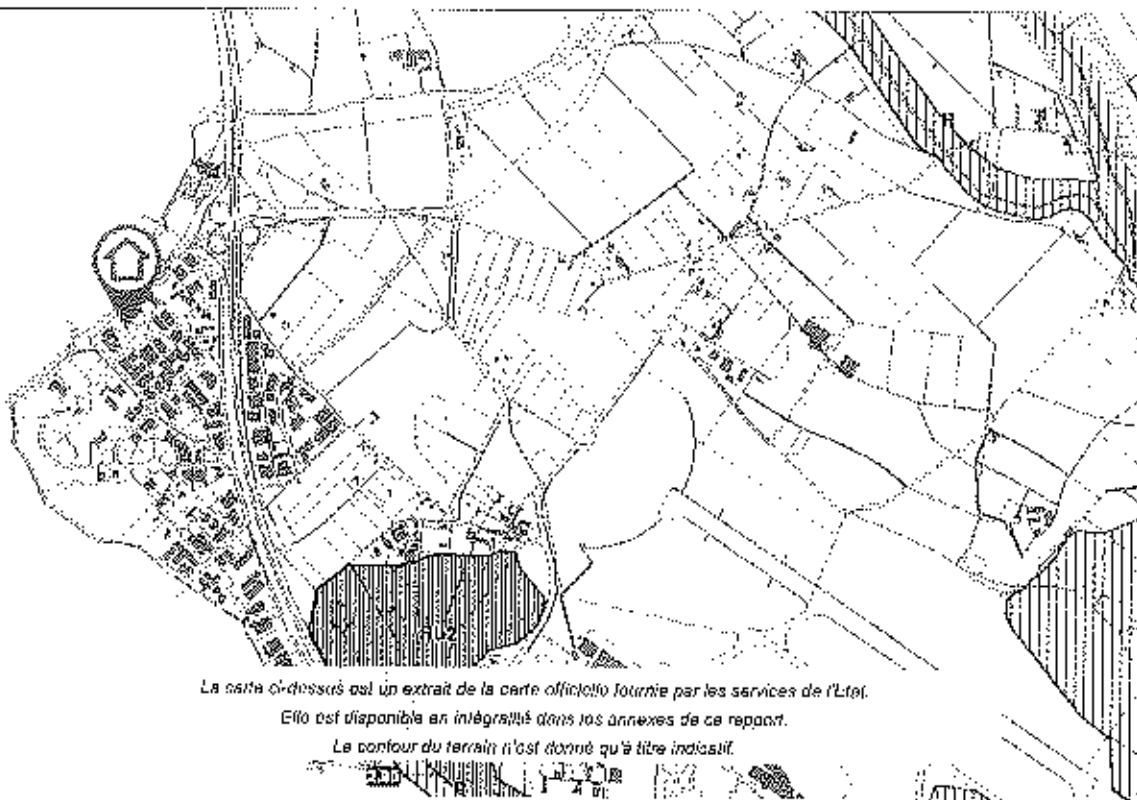 R
RU2
La carte ci-dessus est un extrait de la carte officielle fournie par les services de l'Etat.
Elle est disponible en intégralité dans les annexes de ce rapport.
Le contour du terrain n'est donné qu'à titre indicatif.
R